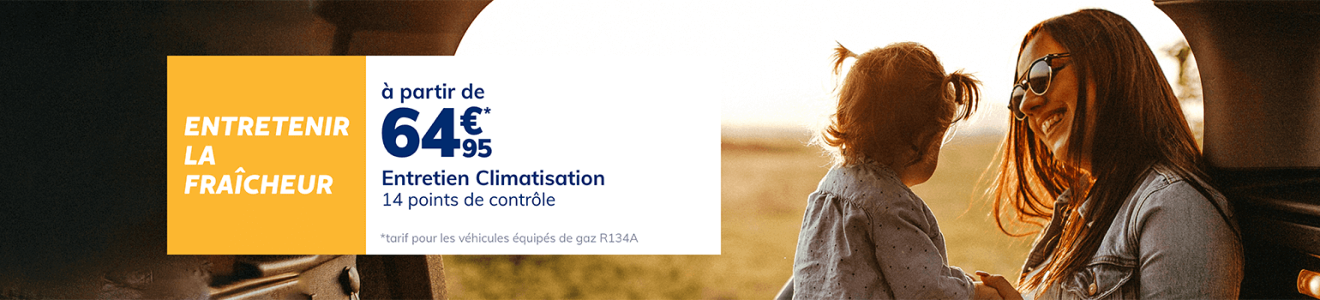 ENTRETENIR
LA
FRAÎCHEUR
à partir de
64€95*
Entretien Climatisation
14 points de contrôle
*tarif pour les véhicules équipés de gaz R134A